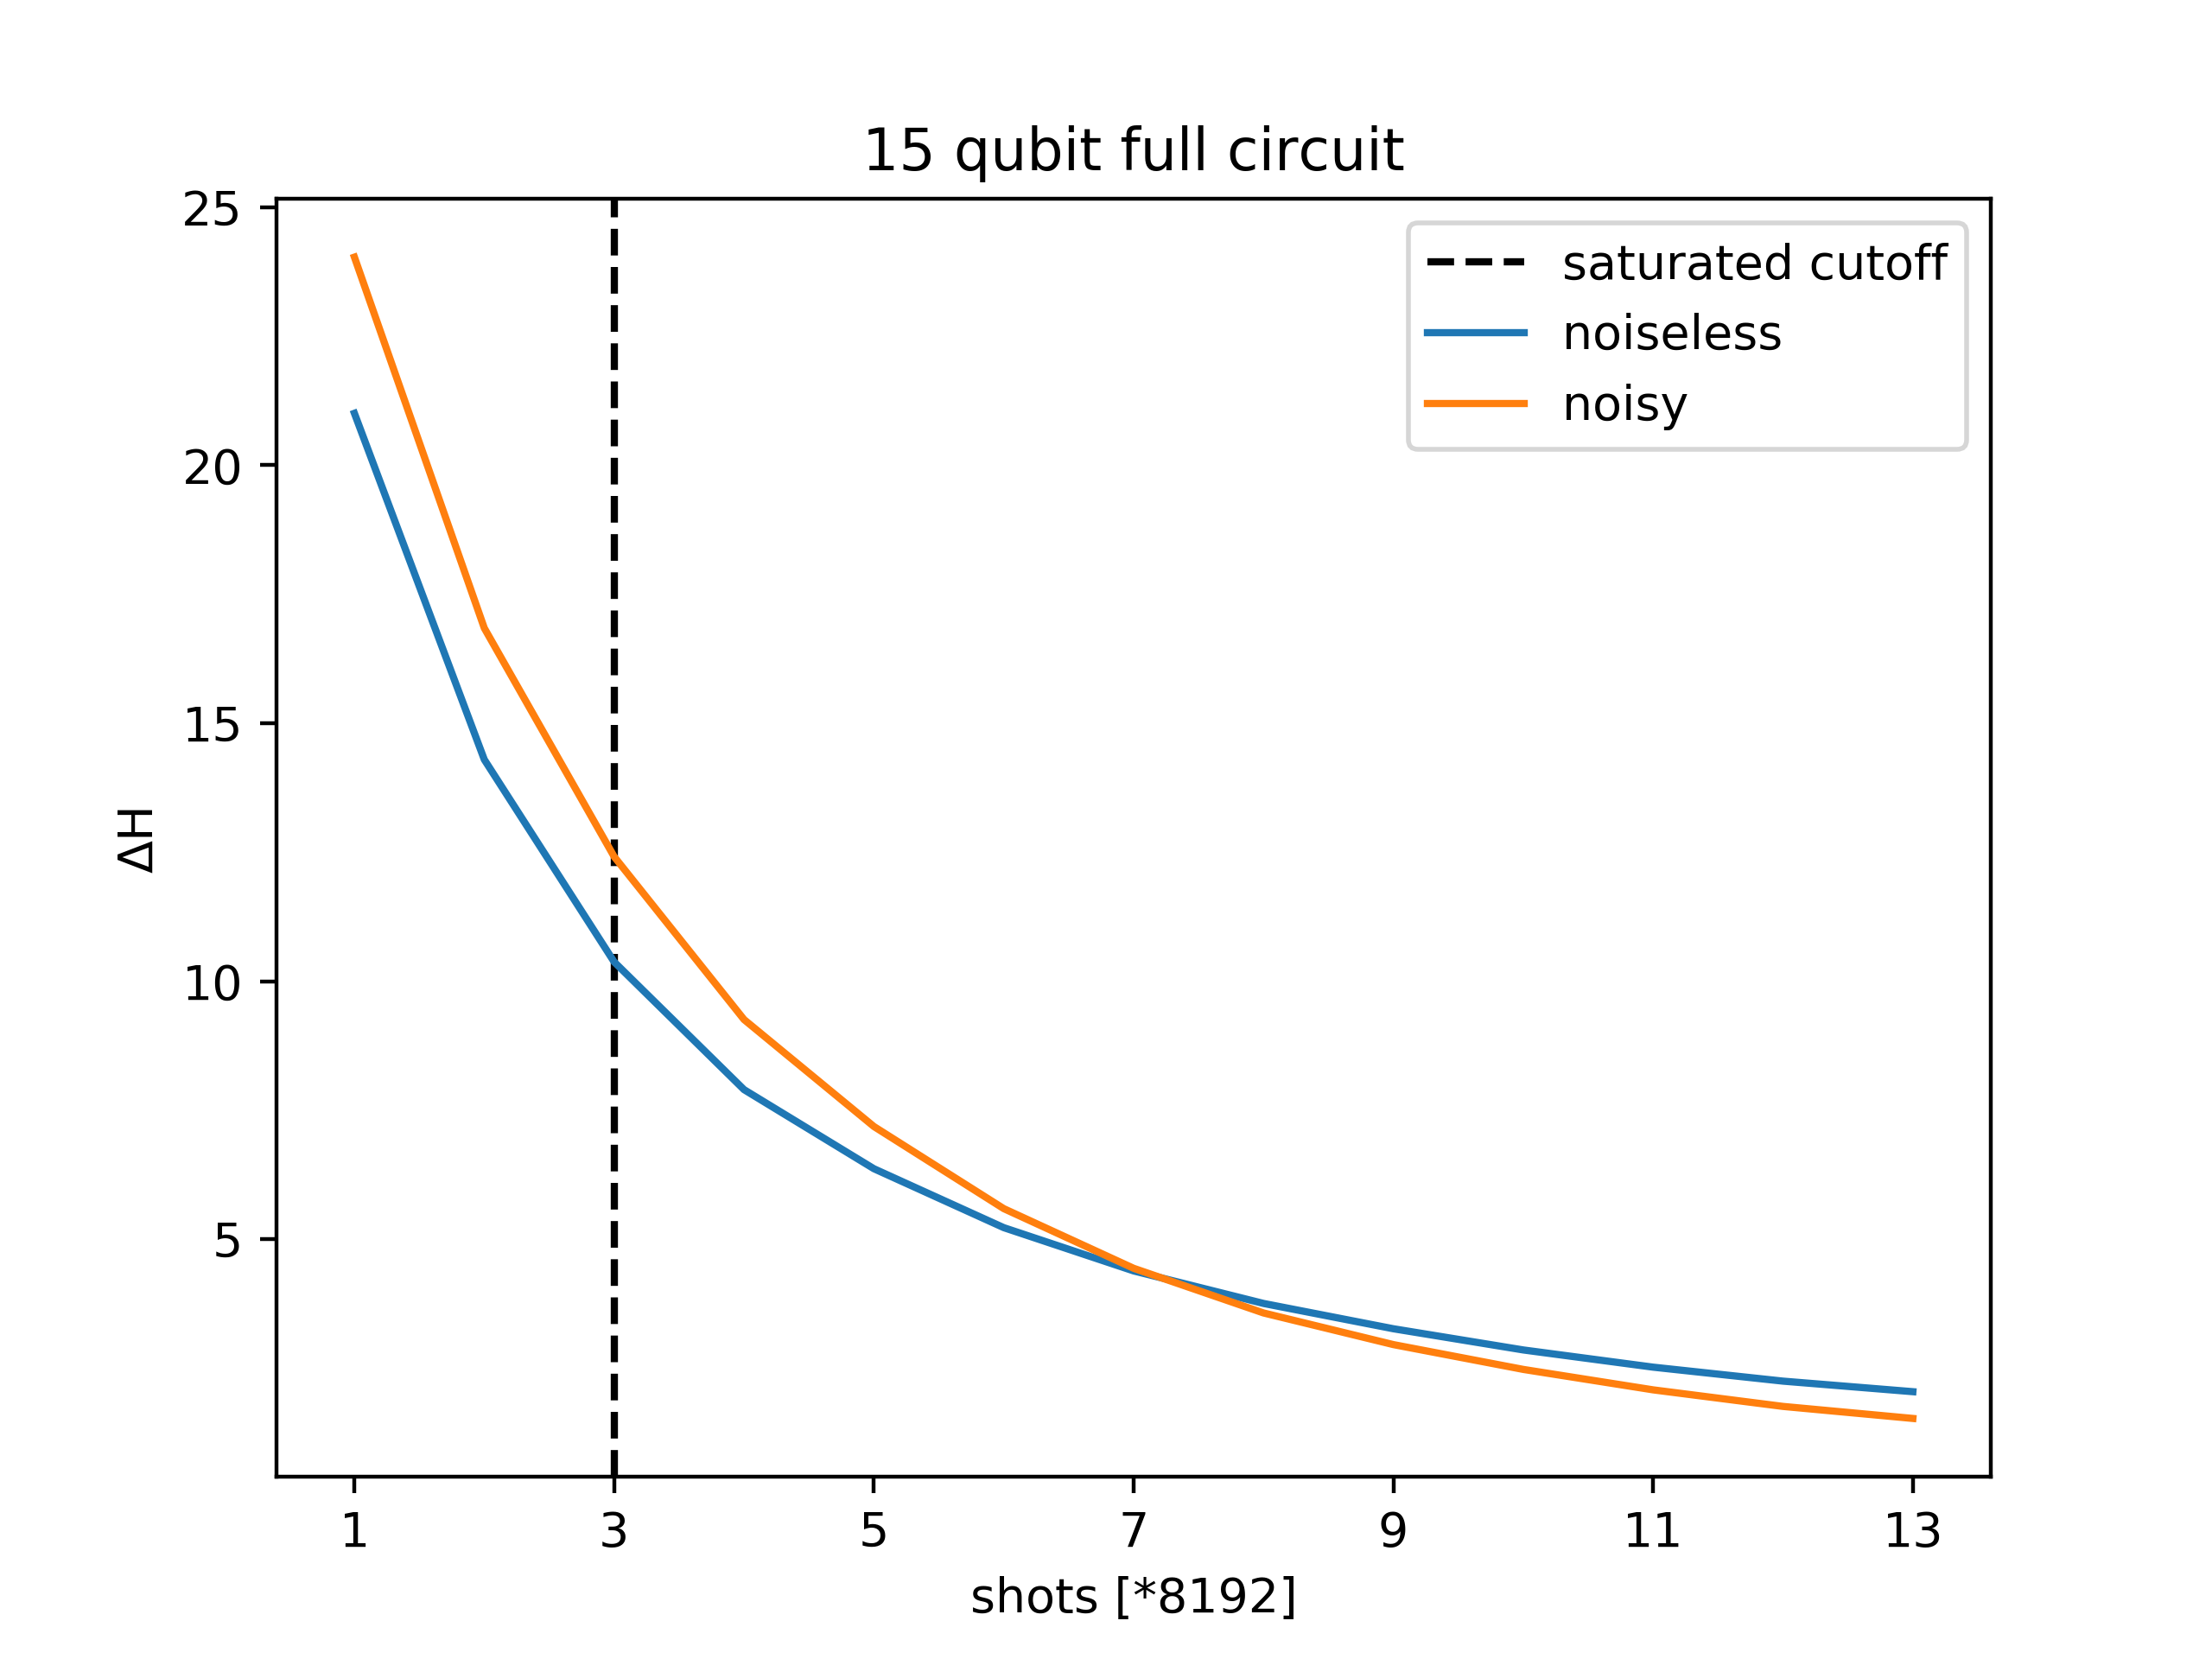 15 qubit full circuit
25
20
15
10
5
ΔH
saturated cutoff
noiseless
noisy
1 3 5 7 9 11 13
shots [*8192]